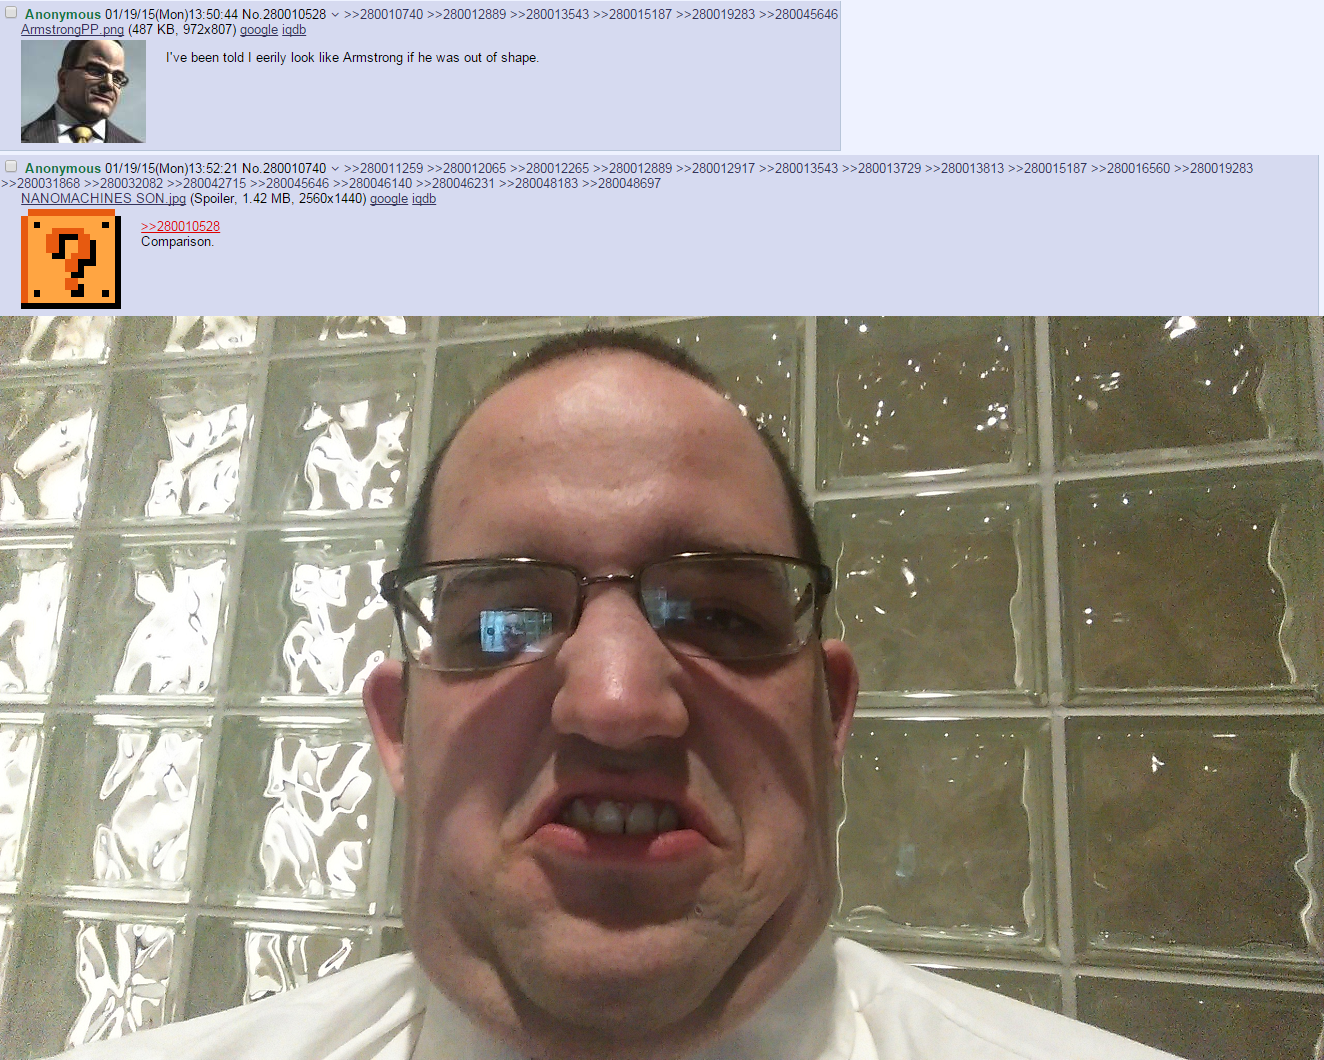 Anonymous 01/19/15(Mon)13:50:44 No.280010528 >>280010740 >>280012889 >>280013543 >>280015187 >>280019283 >>280045646
ArmstrongPP.png (487 KB, 972x807) google iqdb
I've been told I eerily look like Armstrong if he was out of shape.
Anonymous 01/19/15(Mon)13:52:21 No.280010740 >>280011259 >>280012065 >>280012265 >>280012889 >>280012917 >>280013543 >>280013729 >>280013813 >>280015187 >>280016560 >>280019283
>>280031868 >>280032082 >>280042715 >>280045646 >>280046140 >>280046231 >>280048183 >>280048697
NANOMACHINES SON.jpg (Spoiler, 1.42 MB, 2560x1440) google iqdb
?
>>280010528
Comparison.